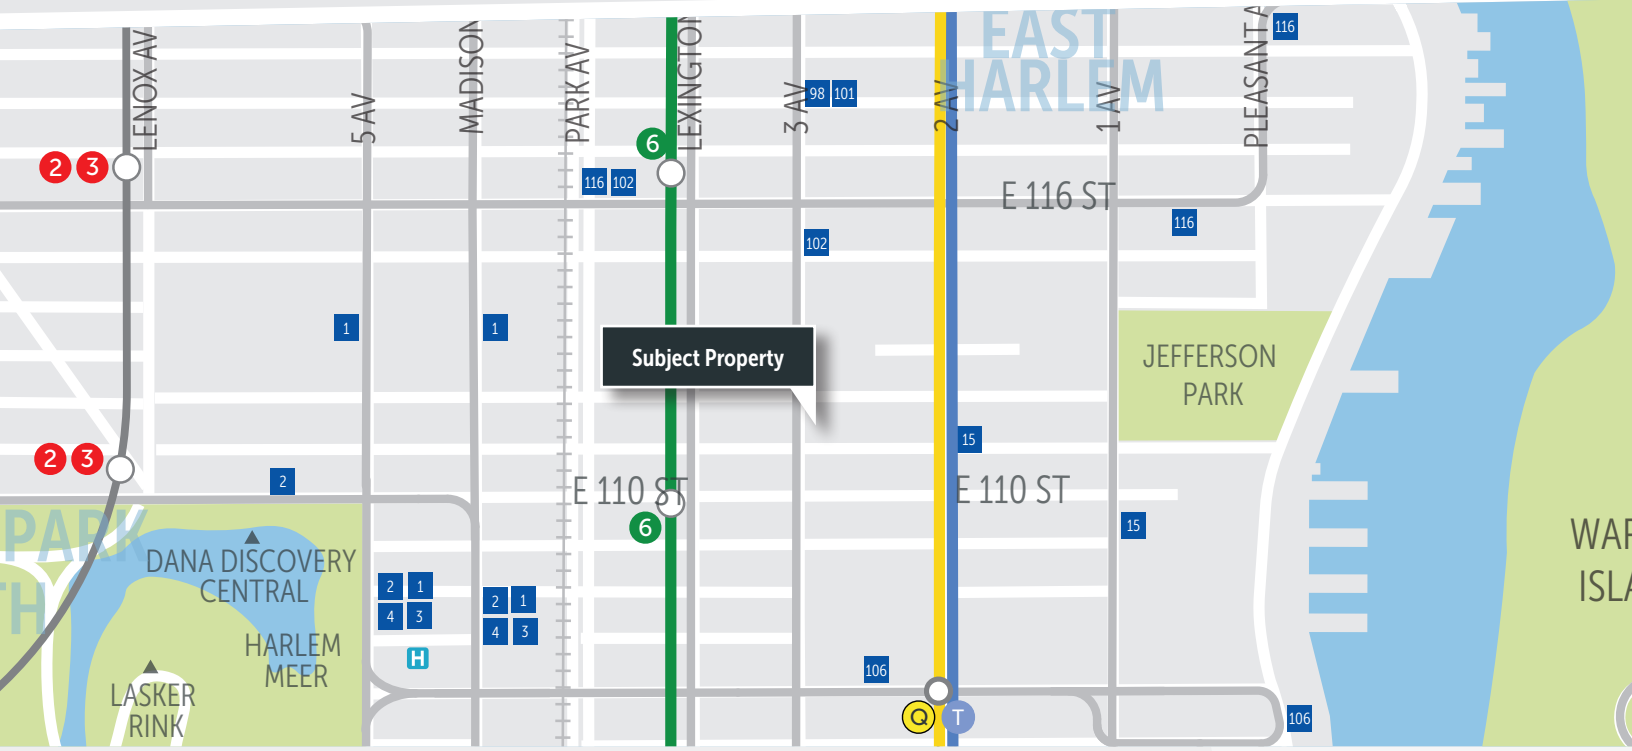 EAST
HARLEM
LENOX AV
5 AV
MADISON
PARK AV
LEXINGTON
3 AV
2 AV
1 AV
PLEASANT A
116
98 101
6
2 3
116 102
E 116 ST
116
102
1
1
Subject Property
JEFFERSON
PARK
15
2 3
2
E 110 ST
E 110 ST
6
15
PARK
TH
DANA DISCOVERY
CENTRAL
HARLEM
MEER
LASKER
RINK
2 1
4 3
2 1
4 3
H
106
Q T
106
WAR
ISLA